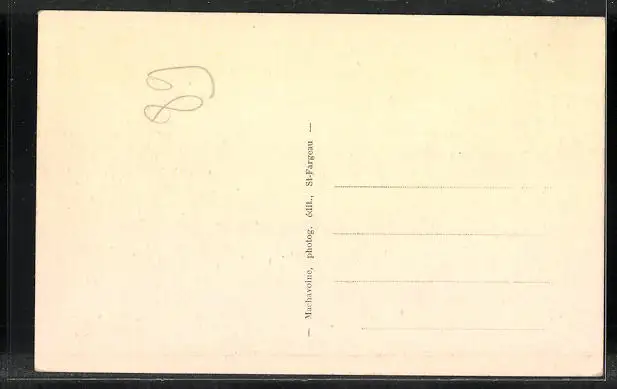 — Machavoine, photog. édit., St-Fargeau —